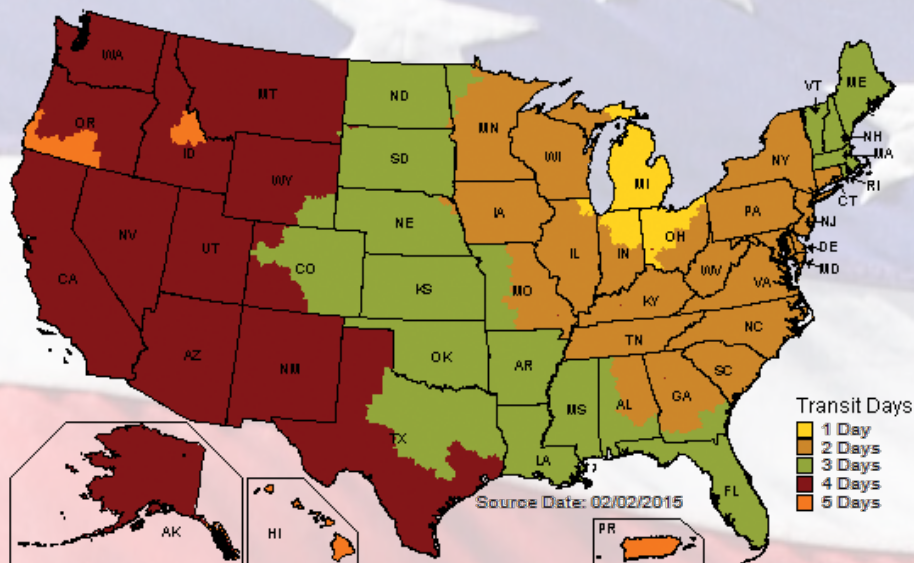 WA
OR
ID
MT
WY
NV
UT
CA
AZ
NM
CO
ND
SD
NE
KS
OK
TX
MN
IA
MO
AR
LA
WI
IL
MI
IN
OH
KY
TN
MS
AL
GA
FL
SC
NC
VA
WV
PA
NY
VT
ME
NH
MA
RI
CT
NJ
DE
MD
AK
HI
PR
Transit Days
1 Day
2 Days
3 Days
4 Days
5 Days
Source Date: 02/02/2015